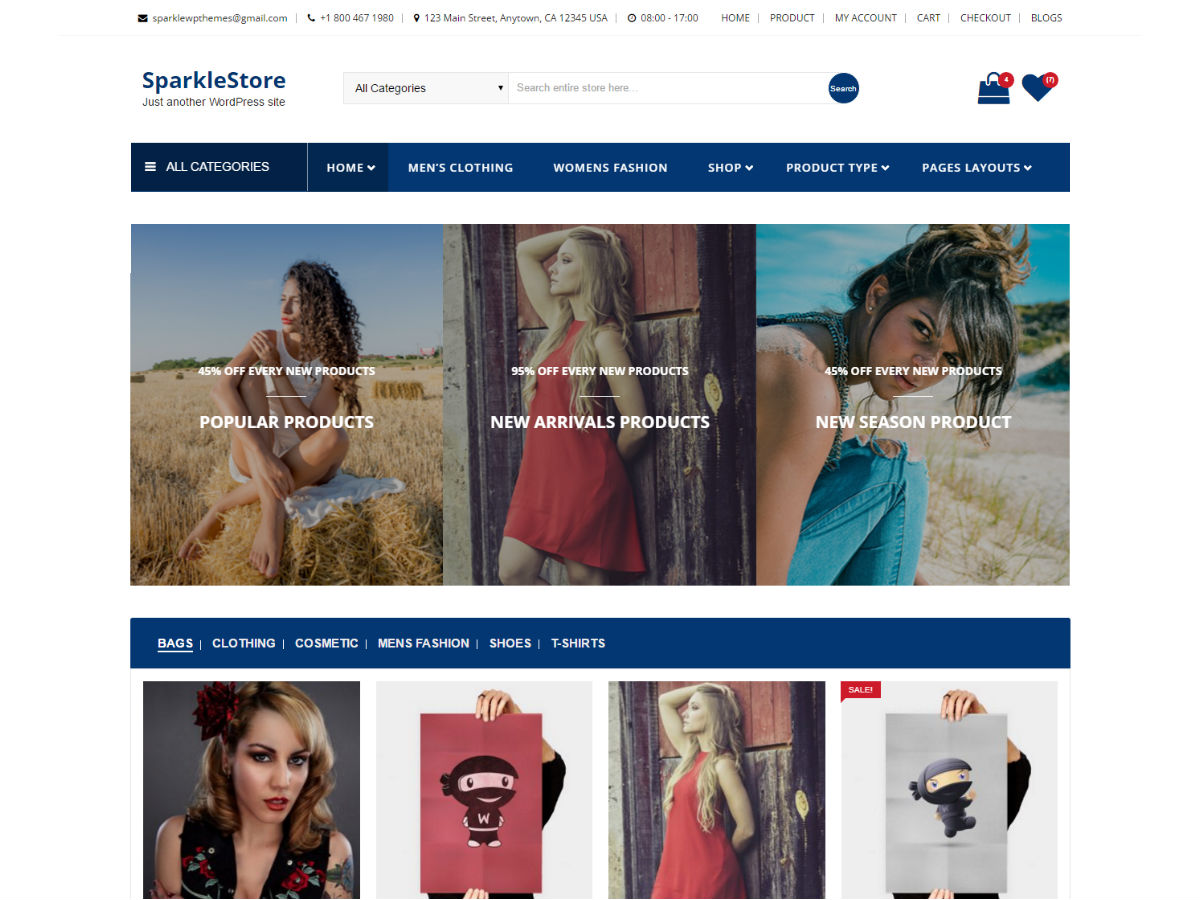 sparklewpthemes@gmail.com | +1 800 467 1980 | 123 Main Street, Anytown, CA 12345 USA | 08:00 - 17:00 HOME | PRODUCT | MY ACCOUNT | CART | CHECKOUT | BLOGS
SparkleStore
Just another WordPress site
All Categories Search entire store here... Search 4 (7)
ALL CATEGORIES HOME MEN'S CLOTHING WOMENS FASHION SHOP PRODUCT TYPE PAGES LAYOUTS
45% OFF EVERY NEW PRODUCTS
POPULAR PRODUCTS
95% OFF EVERY NEW PRODUCTS
NEW ARRIVALS PRODUCTS
45% OFF EVERY NEW PRODUCTS
NEW SEASON PRODUCT
BAGS | CLOTHING | COSMETIC | MENS FASHION | SHOES | T-SHIRTS
W
SALE!